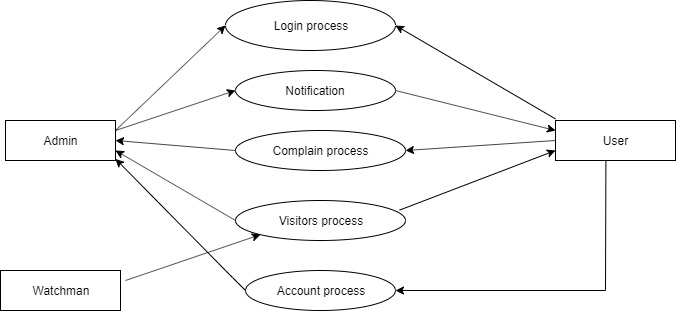 Login process
Notification
Admin
Complain process
User
Visitors process
Watchman
Account process